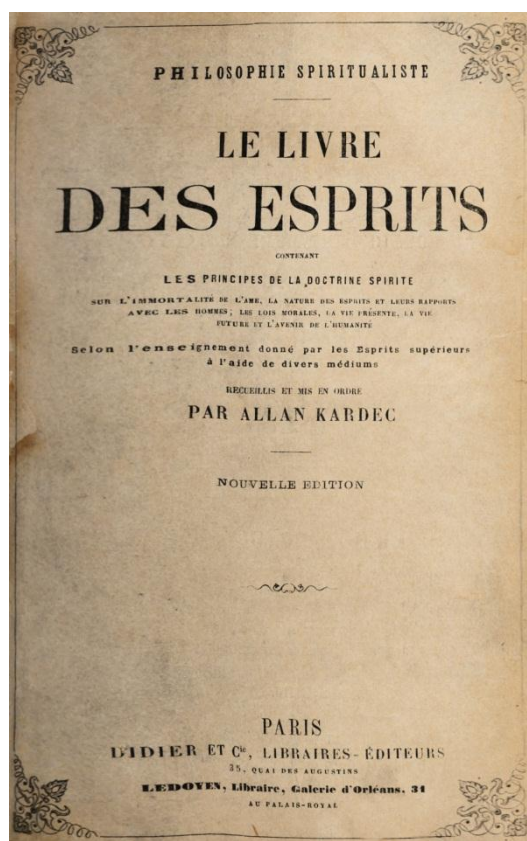 PHILOSOPHIE SPIRITUALISTE
LE LIVRE
DES ESPRITS
CONTENANT
LES PRINCIPES DE LA DOCTRINE SPIRITE
SUR L'IMMORTALITÉ DE L'AME, LA NATURE DES ESPRITS ET LEURS RAPPORTS
AVEC LES HOMMES; LES LOIS MORALES, LA VIE PRÉSENTE, LA VIE
FUTURE ET L'AVENIR DE L'HUMANITÉ
Selon l'enseignement donné par les Esprits supérieurs
à l'aide de divers médiums
RECUEILLIS ET MIS EN ORDRE
PAR ALLAN KARDEC
NOUVELLE EDITION
PARIS
DIDIER ET Cie, LIBRAIRES-ÉDITEURS
35, QUAI DES AUGUSTINS
LEDOYEN, Libraire, Galerie d'Orléans, 31
AU PALAIS-ROYAL